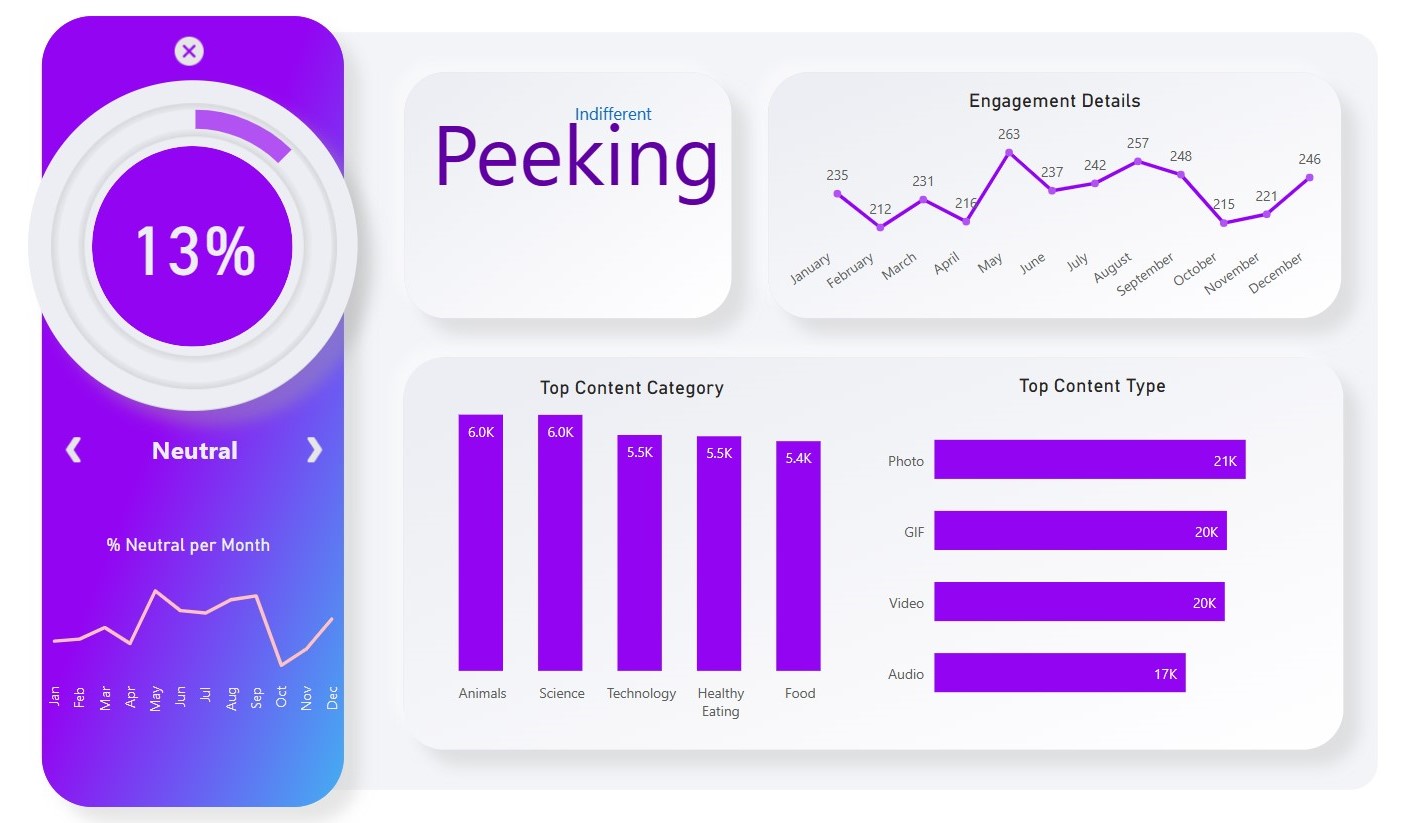 13%
Neutral
% Neutral per Month
Jan
Feb
Mar
Apr
May
Jun
Jul
Aug
Sep
Oct
Nov
Dec
Indifferent
Peeking
Engagement Details
235
212
231
216
263
237
242
257
248
215
221
246
January
February
March
April
May
June
July
August
September
October
November
December
Top Content Category
6.0K
6.0K
5.5K
5.5K
5.4K
Animals
Science
Technology
Healthy
Eating
Food
Top Content Type
Photo 21K
GIF 20K
Video 20K
Audio 17K